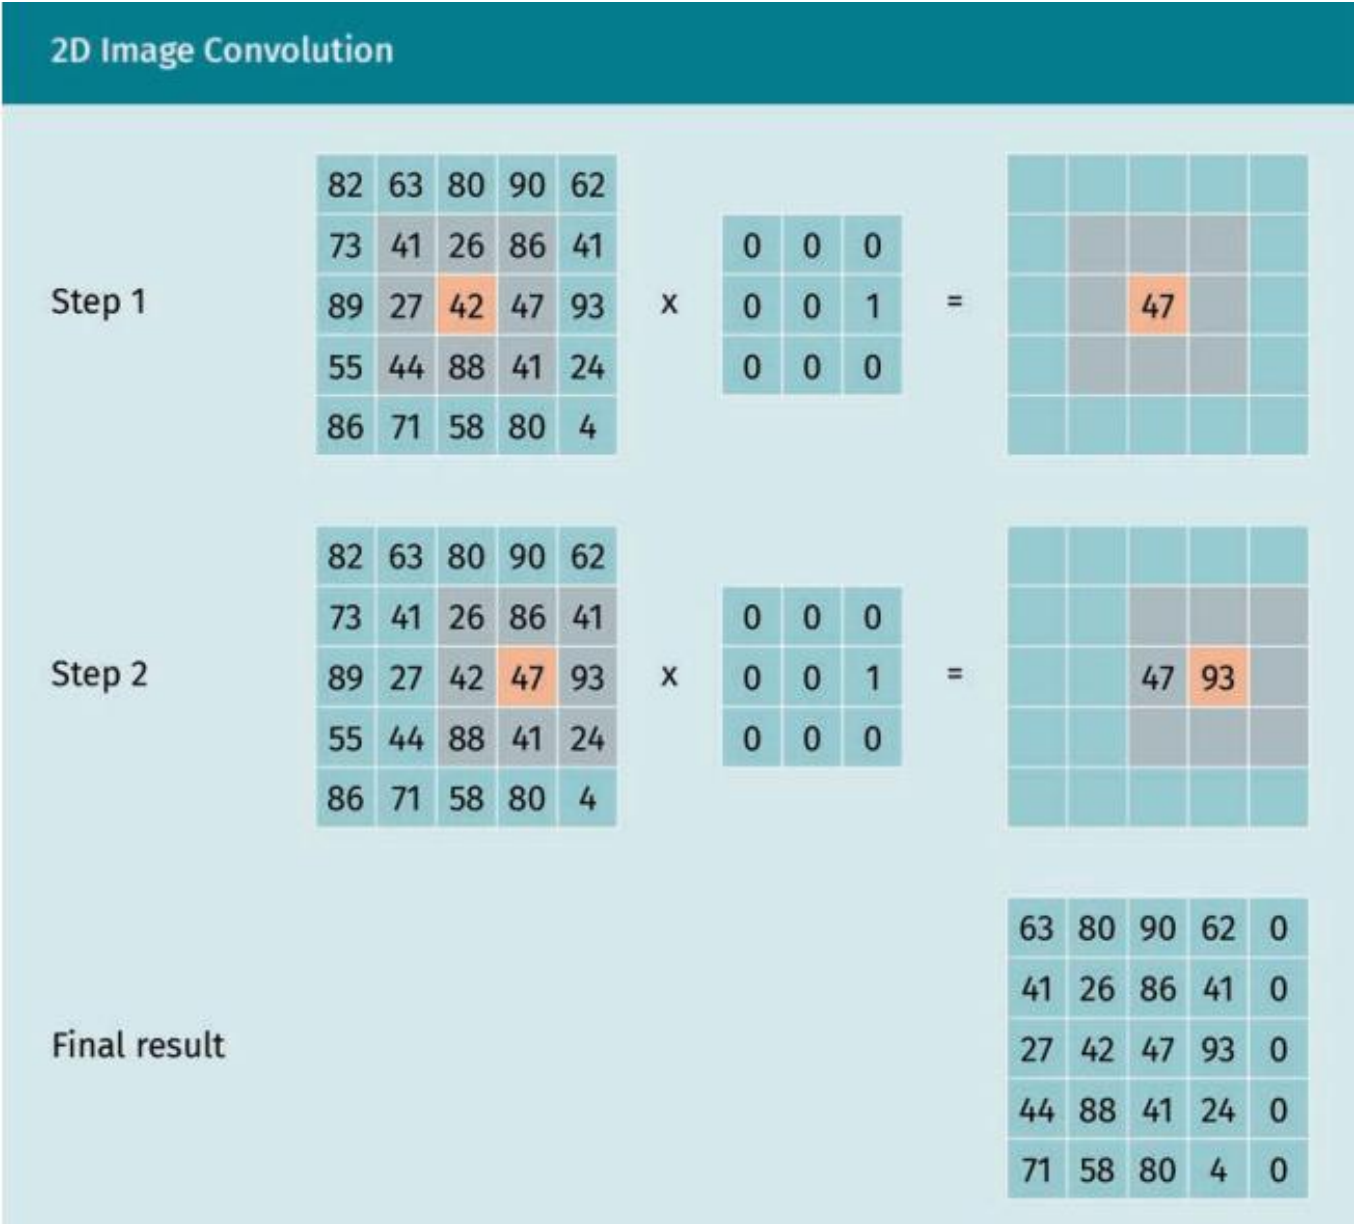 2D Image Convolution
82 63 80 90 62
73 41 26 86 41
0 0 0
Step 1
89 27 42 47 93
x
0 0 1
=
47
55 44 88 41 24
0 0 0
86 71 58 80 4
82 63 80 90 62
73 41 26 86 41
0 0 0
Step 2
89 27 42 47 93
x
0 0 1
=
47 93
55 44 88 41 24
0 0 0
86 71 58 80 4
63 80 90 62 0
41 26 86 41 0
Final result
27 42 47 93 0
44 88 41 24 0
71 58 80 4 0